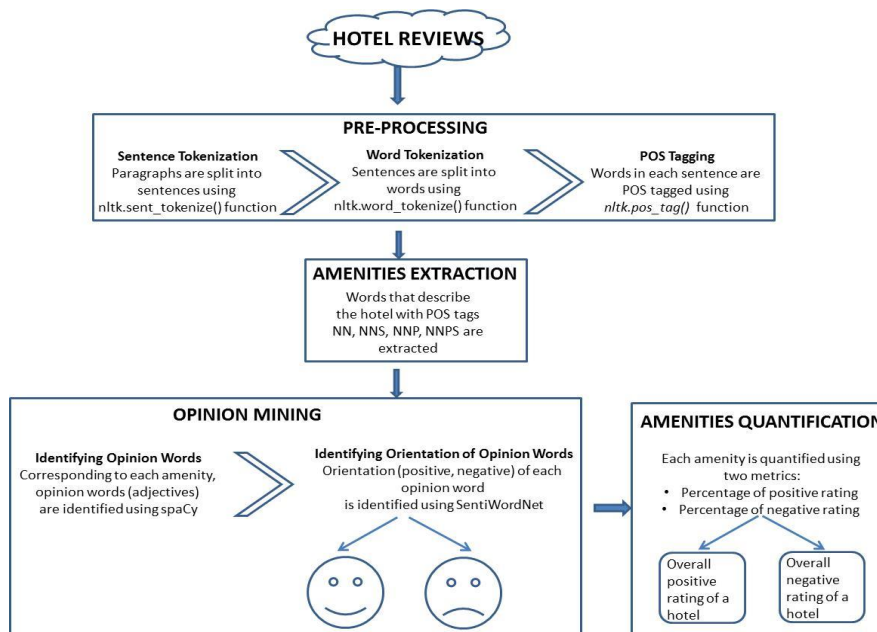 HOTEL REVIEWS
PRE-PROCESSING
Sentence Tokenization
Paragraphs are split into
sentences using
nltk.sent_tokenize() function
Word Tokenization
Sentences are split into
words using
nltk.word_tokenize() function
POS Tagging
Words in each sentence are
POS tagged using
nltk.pos_tag() function
AMENITIES EXTRACTION
Words that describe
the hotel with POS tags
NN, NNS, NNP, NNPS are
extracted
OPINION MINING
Identifying Opinion Words
Corresponding to each amenity,
opinion words (adjectives)
are identified using spaCy
Identifying Orientation of Opinion Words
Orientation (positive, negative) of each
opinion word
is identified using SentiWordNet
AMENITIES QUANTIFICATION
Each amenity is quantified using
two metrics:
• Percentage of positive rating
• Percentage of negative rating
Overall
positive
rating of a
hotel
Overall
negative
rating of a
hotel